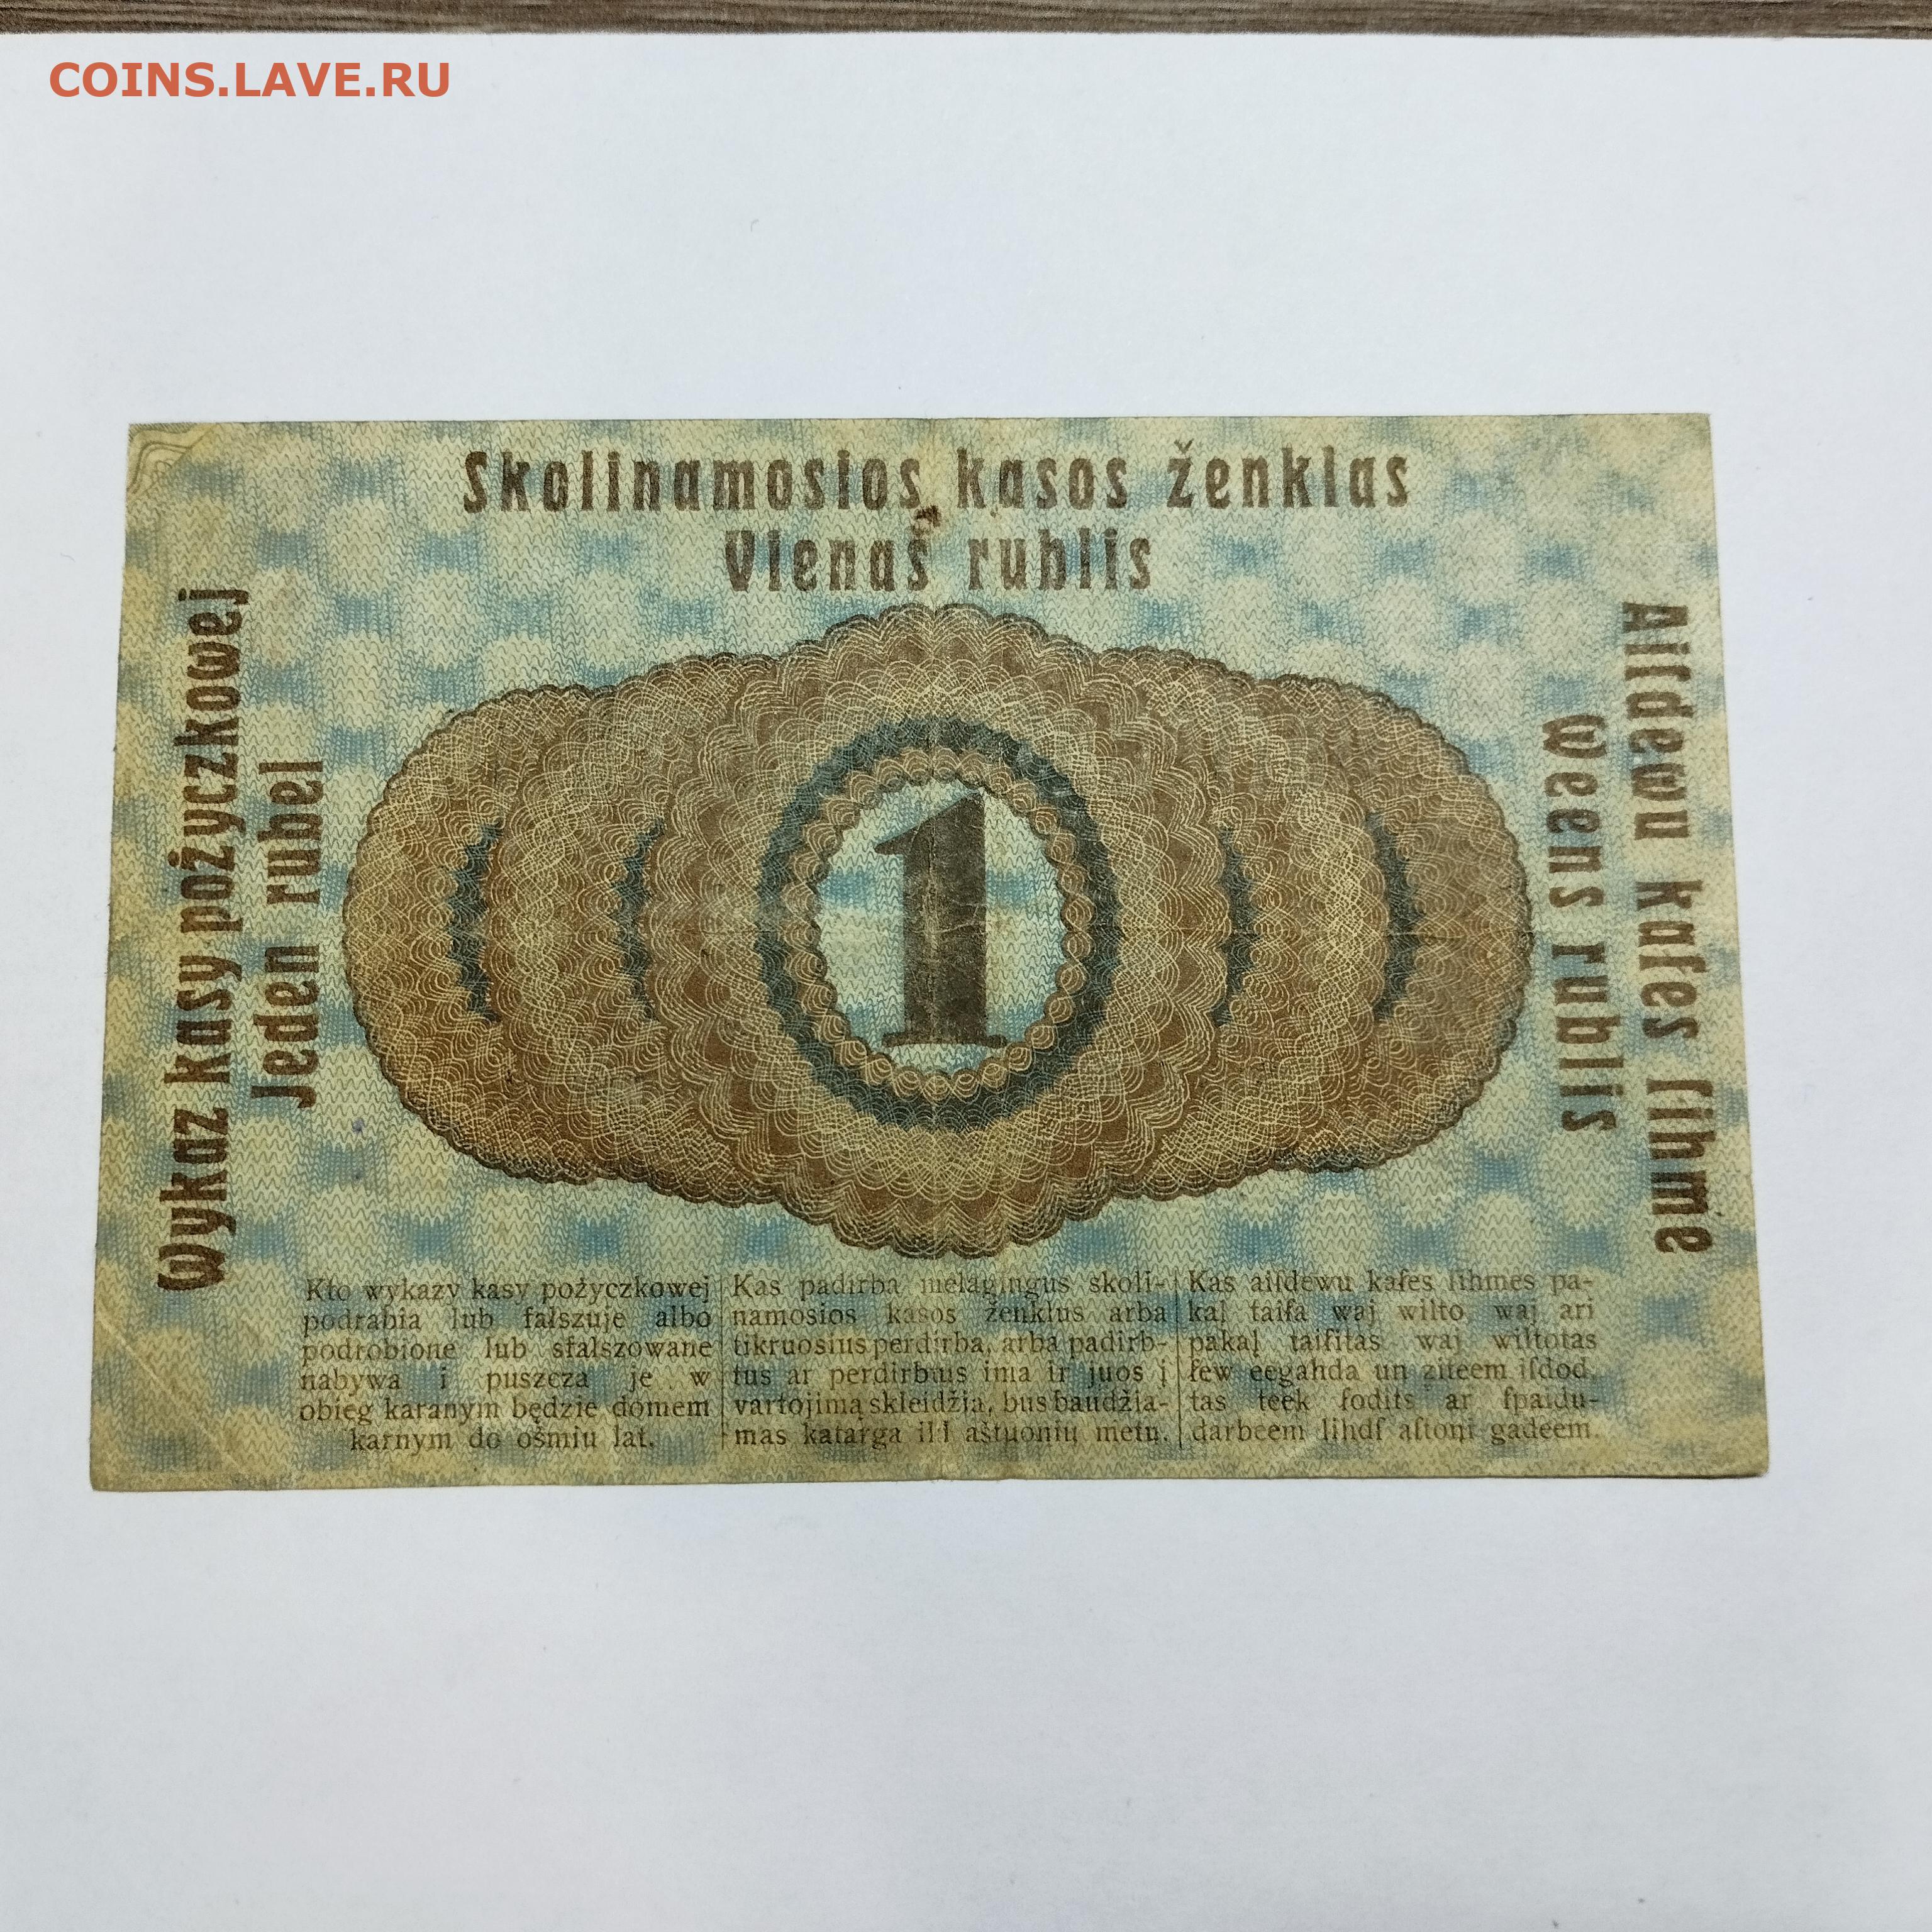 COINS.LAVE.RU
Skolinamosios kasos ženklas
Vienas rublis
Wykaz kasy pożyczkowej
Jeden rubel
Aiſdewu kaſes ſihme
Weens rublis
1
Kto wykazy kasy pożyczkowej
podrabia lub fałszuje albo
podrobione lub sfałszowane
nabywa i puszcza je w
obieg karanym będzie domem
karnym do ośmiu lat.
Kas padirba melagingus skoli-
namosios kasos ženklus arba
tikruosius perdirba, arba padirb-
tus ar perdirbtus ima ir juos į
vartojimą skleidžia, bus baudžia-
mas katarga iki aštuonių metų.
Kas aiſdewu kaſes ſihmes pa-
kaļ taiſa waj wilto, waj ari
pakaļ taiſitas waj wiltotas
ſew eegahda un ziteem iſdod,
tas teek ſodits ar ſpaidu-
darbeem lihdſ aſtoņi gadeem.